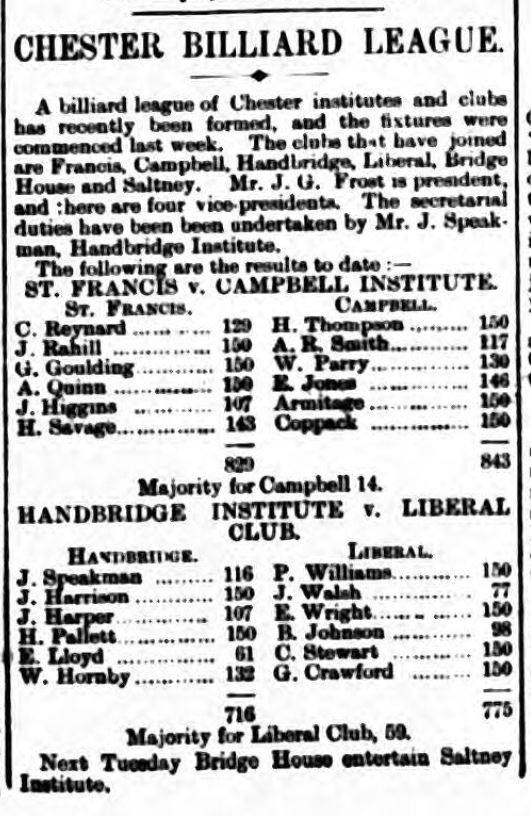 CHESTER BILLIARD LEAGUE.
A billiard league of Chester institutes and clubs
has recently been formed, and the fixtures were
commenced last week. The clubs that have joined
are Francis, Campbell, Handbridge, Liberal, Bridge
House and Saltney. Mr. J. G. Frost is president,
and there are four vice-presidents. The secretarial
duties have been been undertaken by Mr. J. Speak-
man, Handbridge Institute.
The following are the results to date :—
ST. FRANCIS v. CAMPBELL INSTITUTE.
ST. FRANCIS. CAMPBELL.
C. Reynard ............ 129 H. Thompson .......... 150
J. Rahill ............... 150 A. R. Smith............ 117
G. Goulding............ 150 W. Parry............... 130
A. Quinn ............... 150 E. Jones ............... 146
J. Higgins ............ 107 Armitage ............... 150
H. Savage............... 143 Coppack ............... 150
829 843
Majority for Campbell 14.
HANDBRIDGE INSTITUTE v. LIBERAL
CLUB.
HANDBRIDGE. LIBERAL.
J. Speakman ......... 116 P. Williams............ 150
J. Harrison ............ 150 J. Walsh ............... 77
J. Harper............... 107 E. Wright............... 150
H. Pallett............... 150 B. Johnson ............ 98
E. Lloyd ............... 61 C. Stewart ............ 150
W. Hornby............ 132 G. Crawford ......... 150
716 775
Majority for Liberal Club, 59.
Next Tuesday Bridge House entertain Saltney
Institute.